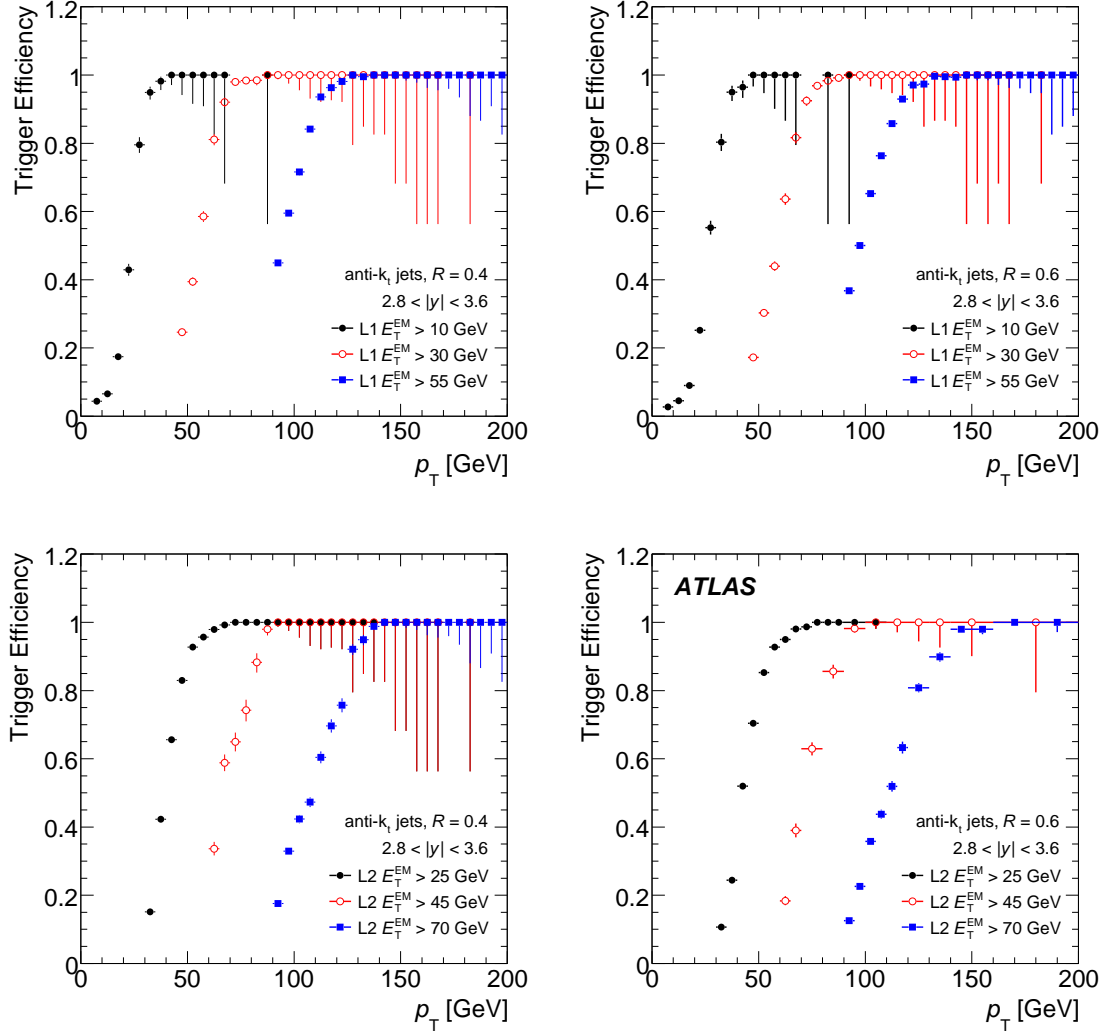 Trigger Efficiency
1.2
1
0.8
0.6
0.4
0.2
0
anti-kt jets, R = 0.4
2.8 < |y| < 3.6
L1 E_T^EM > 10 GeV
L1 E_T^EM > 30 GeV
L1 E_T^EM > 55 GeV
0 50 100 150 200
p_T [GeV]
Trigger Efficiency
1.2
1
0.8
0.6
0.4
0.2
0
anti-kt jets, R = 0.6
2.8 < |y| < 3.6
L1 E_T^EM > 10 GeV
L1 E_T^EM > 30 GeV
L1 E_T^EM > 55 GeV
0 50 100 150 200
p_T [GeV]
Trigger Efficiency
1.2
1
0.8
0.6
0.4
0.2
0
anti-kt jets, R = 0.4
2.8 < |y| < 3.6
L2 E_T^EM > 25 GeV
L2 E_T^EM > 45 GeV
L2 E_T^EM > 70 GeV
0 50 100 150 200
p_T [GeV]
Trigger Efficiency
1.2
1
0.8
0.6
0.4
0.2
0
ATLAS
anti-kt jets, R = 0.6
2.8 < |y| < 3.6
L2 E_T^EM > 25 GeV
L2 E_T^EM > 45 GeV
L2 E_T^EM > 70 GeV
0 50 100 150 200
p_T [GeV]